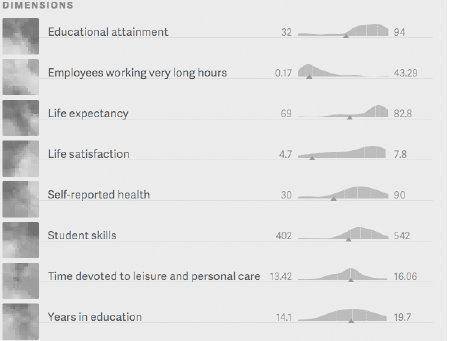 DIMENSIONS
Educational attainment 32 94
Employees working very long hours 0.17 43.29
Life expectancy 69 82.8
Life satisfaction 4.7 7.8
Self-reported health 30 90
Student skills 402 542
Time devoted to leisure and personal care 13.42 16.06
Years in education 14.1 19.7